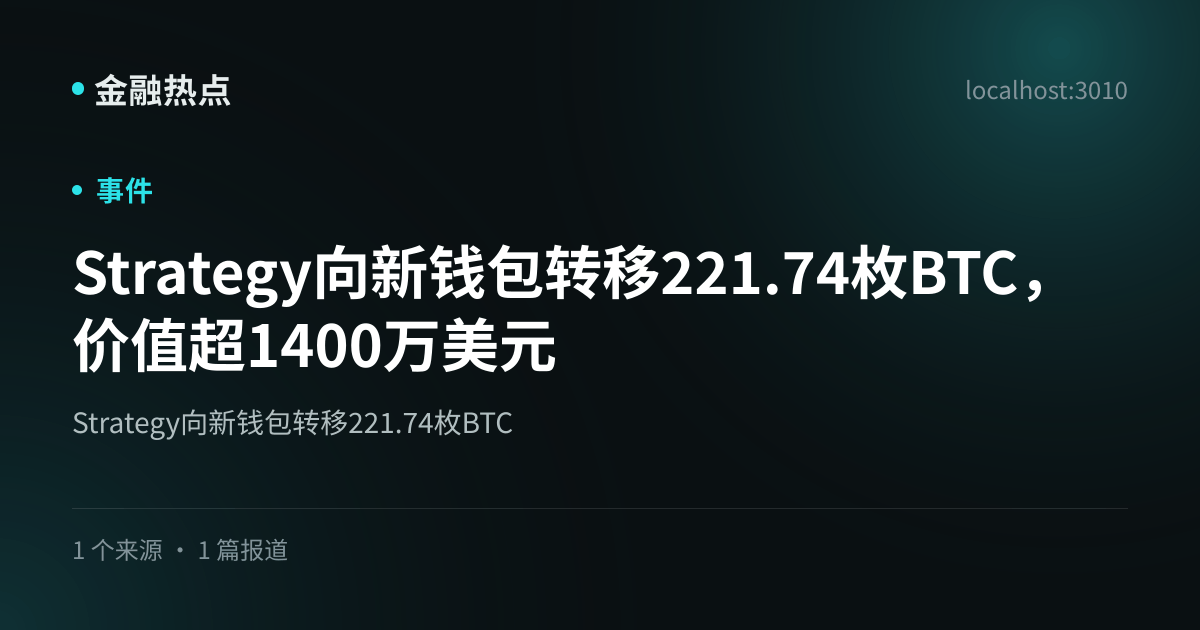 金融热点
localhost:3010
事件
Strategy向新钱包转移221.74枚BTC，
价值超1400万美元
Strategy向新钱包转移221.74枚BTC
1 个来源 · 1 篇报道